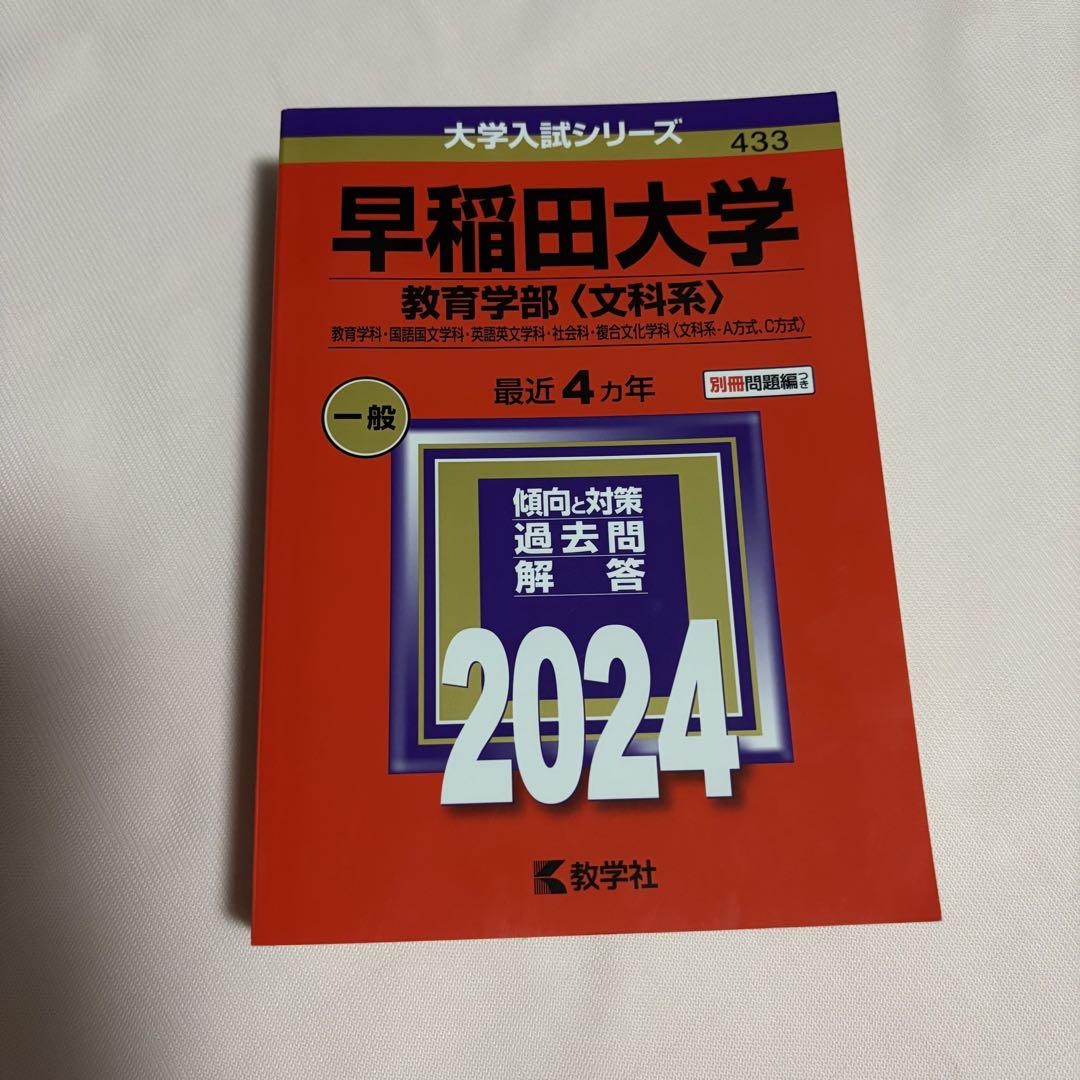 大学入試シリーズ
433
早稲田大学
教育学部〈文科系〉
教育学科・国語国文学科・英語英文学科・社会科・複合文化学科〈文科系-A方式、C方式〉
最近4カ年
別冊問題編つき
一般
傾向と対策
過去問
解答
2024
教学社